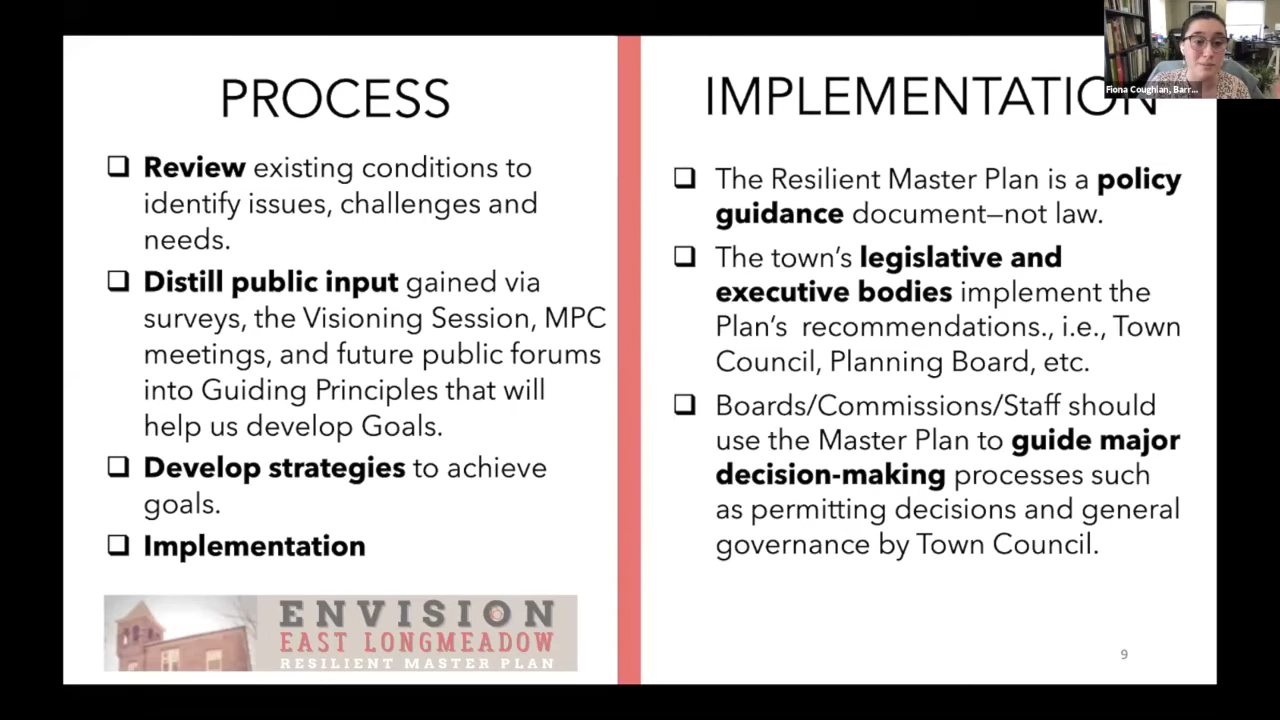 PROCESS
❑ Review existing conditions to
identify issues, challenges and
needs.
❑ Distill public input gained via
surveys, the Visioning Session, MPC
meetings, and future public forums
into Guiding Principles that will
help us develop Goals.
❑ Develop strategies to achieve
goals.
❑ Implementation
ENVISION
EAST LONGMEADOW
RESILIENT MASTER PLAN
IMPLEMENTATION
❑ The Resilient Master Plan is a policy
guidance document—not law.
❑ The town’s legislative and
executive bodies implement the
Plan’s  recommendations., i.e., Town
Council, Planning Board, etc.
❑ Boards/Commissions/Staff should
use the Master Plan to guide major
decision-making processes such
as permitting decisions and general
governance by Town Council.
9
Fiona Coughlan, Barr...